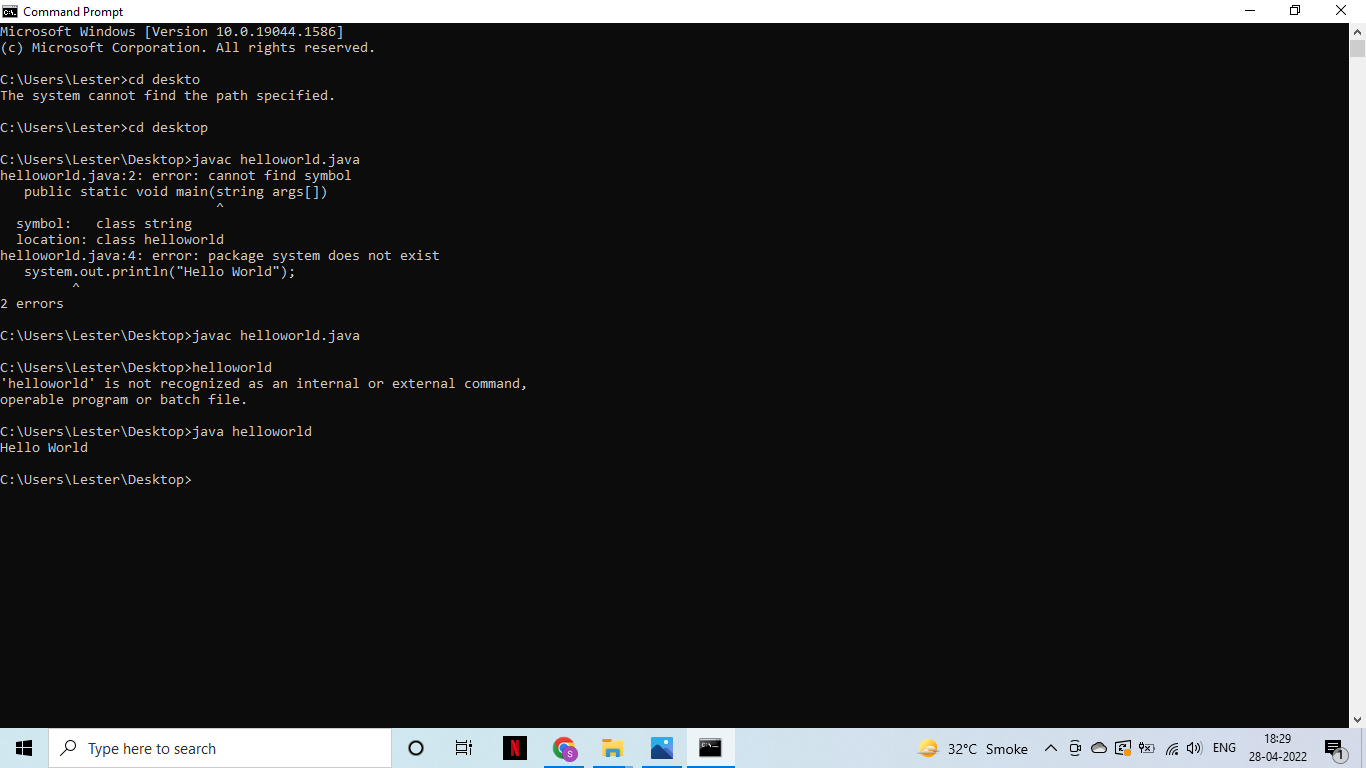 Command Prompt
Microsoft Windows [Version 10.0.19044.1586]
(c) Microsoft Corporation. All rights reserved.
C:\Users\Lester>cd deskto
The system cannot find the path specified.
C:\Users\Lester>cd desktop
C:\Users\Lester\Desktop>javac helloworld.java
helloworld.java:2: error: cannot find symbol
   public static void main(string args[])
                           ^
  symbol:   class string
  location: class helloworld
helloworld.java:4: error: package system does not exist
   system.out.println("Hello World");
         ^
2 errors
C:\Users\Lester\Desktop>javac helloworld.java
C:\Users\Lester\Desktop>helloworld
'helloworld' is not recognized as an internal or external command,
operable program or batch file.
C:\Users\Lester\Desktop>java helloworld
Hello World
C:\Users\Lester\Desktop>
Type here to search
N
S
C:\.
32°C Smoke
ENG
18:29
28-04-2022
1